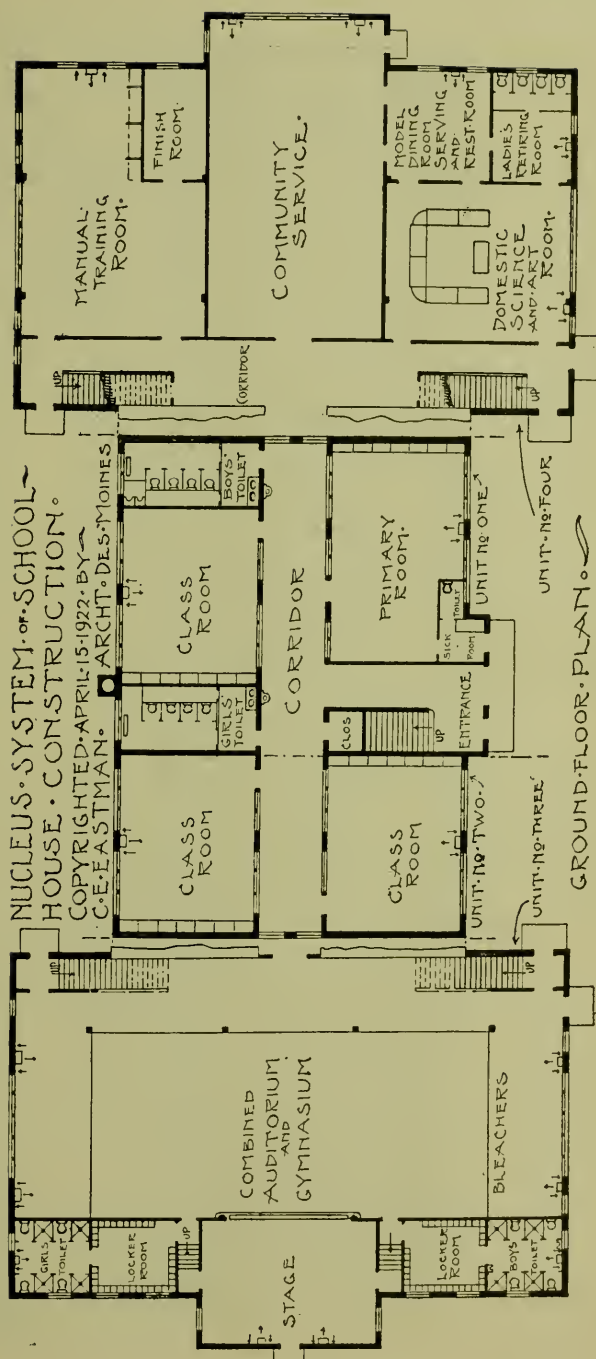 NUCLEUS·SYSTEM·OF·SCHOOL~
HOUSE·CONSTRUCTION·
COPYRIGHTED·APRIL·15·1922·BY~
C·E·EASTMAN· ARCHT·DES·MOINES
MANUAL·
TRAINING
ROOM·
FINISH
ROOM·
COMMUNITY
SERVICE·
MODEL
DINING
ROOM
SERVING
AND·
REST·ROOM
LADIE'S
RETIRING
ROOM
DOMESTIC
SCIENCE
AND·ART
ROOM·
CORRIDOR
UP
UP
BOYS'
TOILET
CLASS
ROOM
GIRLS'
TOILET
CLASS
ROOM
CORRIDOR
PRIMARY
ROOM·
TOILET
SICK
ROOM
ENTRANCE
CLOS
UP
CLASS
ROOM
UNIT No ONE·
UNIT·No·FOUR
UNIT·No·TWO·
UNIT·No·THREE
UP
UP
COMBINED
AUDITORIUM
AND
GYMNASIUM
BLEACHERS
GIRLS
TOILET
LOCKER
ROOM
UP
STAGE
LOCKER
ROOM
BOYS
TOILET
GROUND·FLOOR·PLAN·